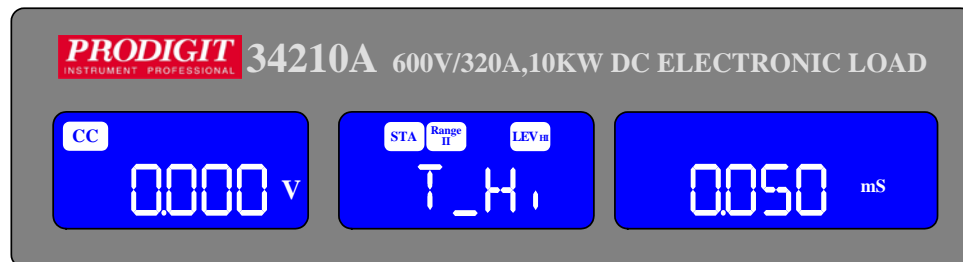 PRODIGIT
INSTRUMENT PROFESSIONAL
34210A 600V/320A,10KW DC ELECTRONIC LOAD
CC
0.000 V
STA Range II LEV HI
T_Hi
0.050 mS